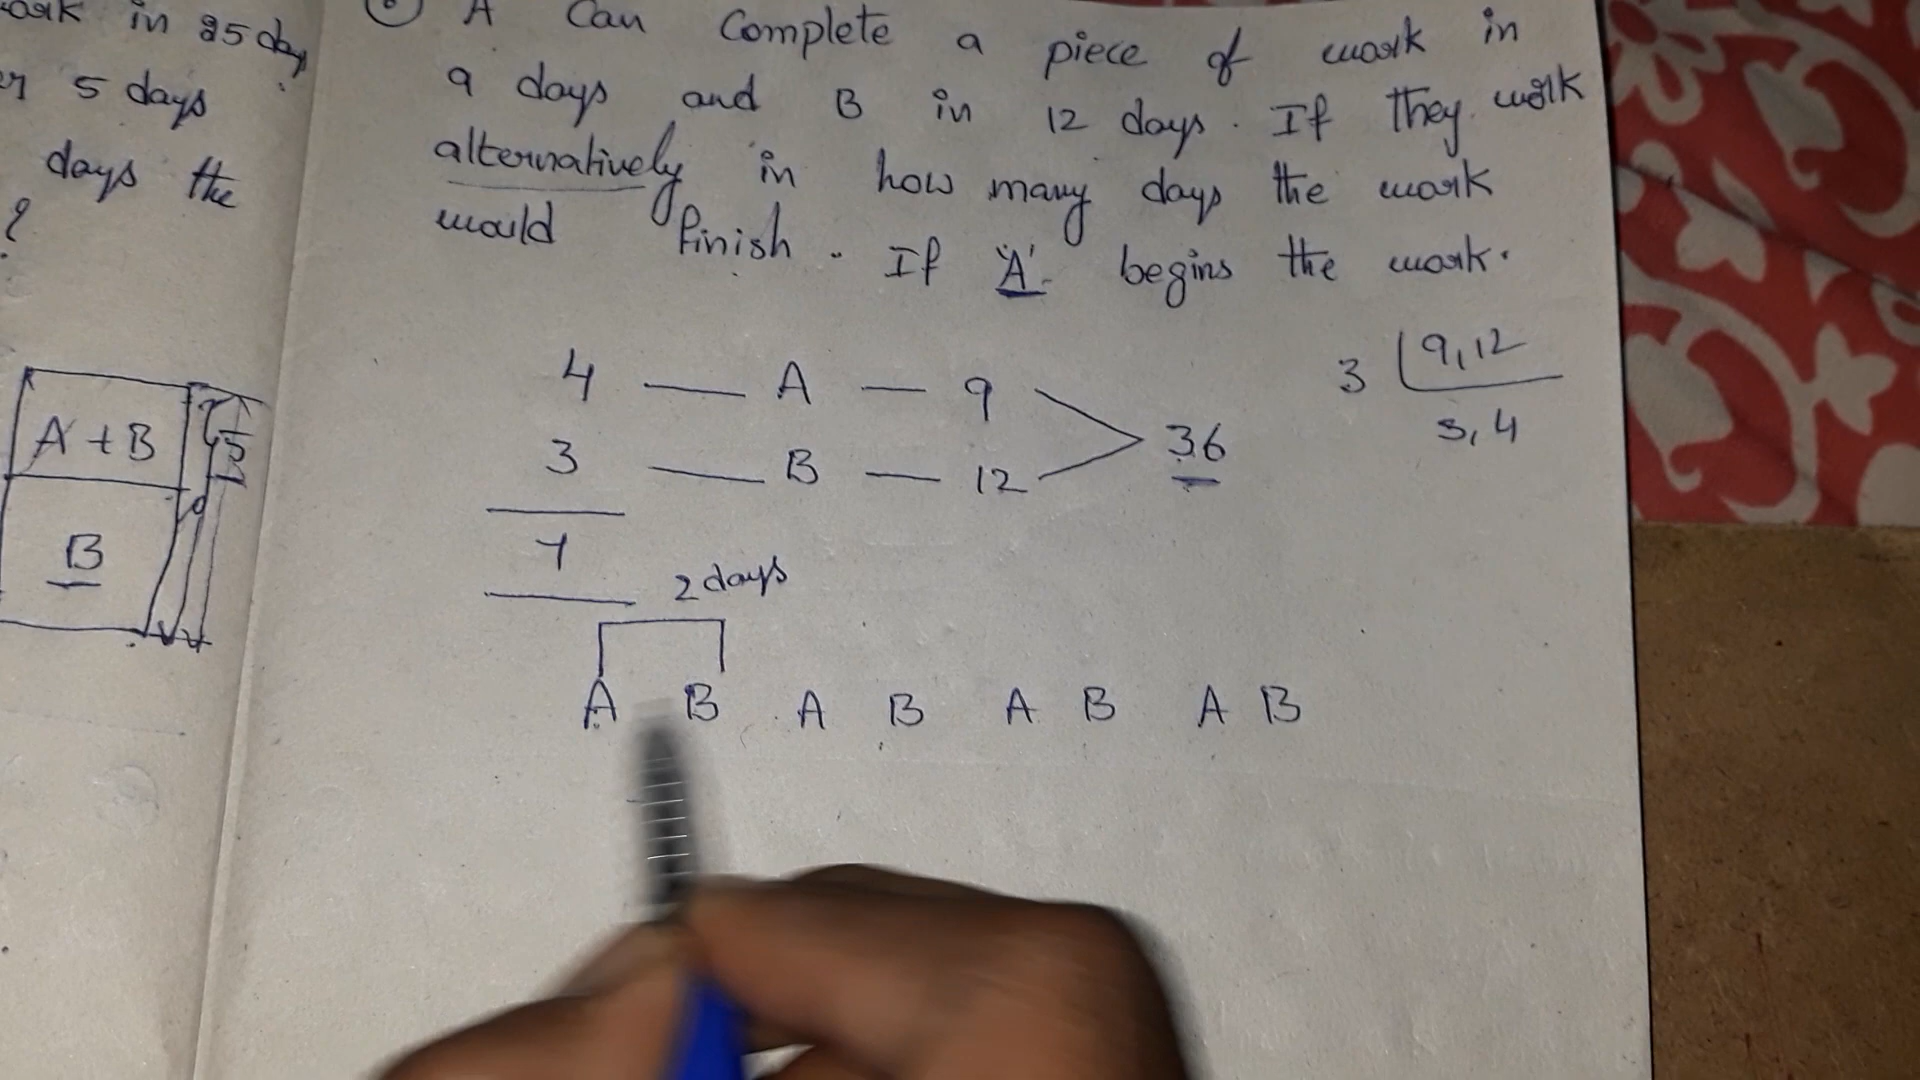 work in 25 days
5 days
days the
?
A + B
B
A Can Complete a piece of work in
9 days and B in 12 days. If they work
alternatively in how many days the work
would finish. If 'A' begins the work.
4 — A — 9
3 — B — 12
36
7
3 9, 12
3, 4
2 days
A B A B A B A B